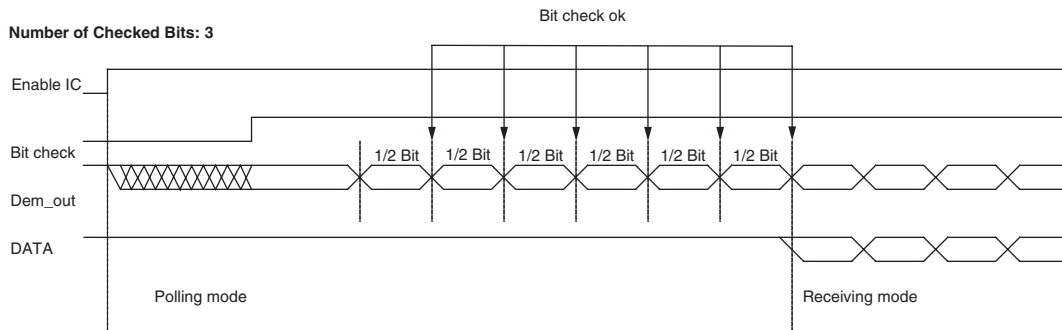 Bit check ok
Number of Checked Bits: 3
Enable IC
Bit check
1/2 Bit 1/2 Bit 1/2 Bit 1/2 Bit 1/2 Bit 1/2 Bit
Dem_out
DATA
Polling mode Receiving mode